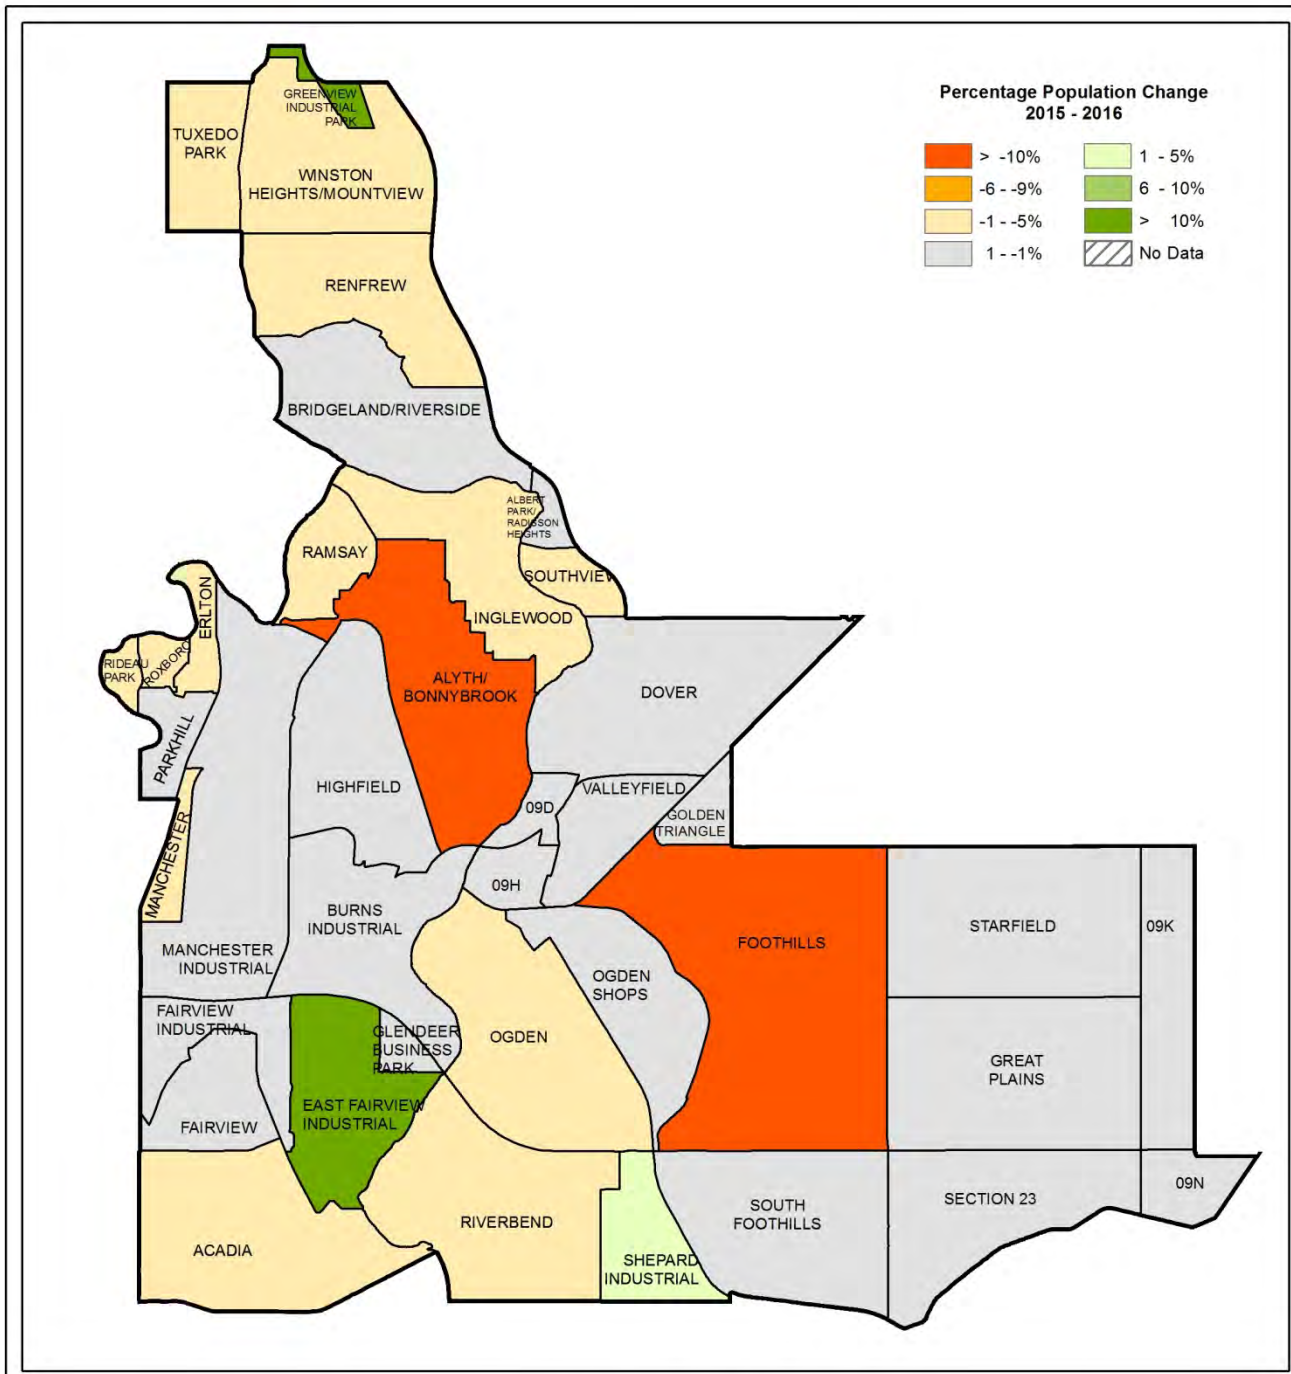 Percentage Population Change
2015 - 2016
> -10%
-6 - -9%
-1 - -5%
1 - -1%
1 - 5%
6 - 10%
> 10%
No Data
GREENVIEW
INDUSTRIAL
PARK
TUXEDO
PARK
WINSTON
HEIGHTS/MOUNTVIEW
RENFREW
BRIDGELAND/RIVERSIDE
ALBERT
PARK/
RADISSON
HEIGHTS
RAMSAY
SOUTHVIEW
ERLTON
INGLEWOOD
RIDEAU
PARK
ROXBORO
ALYTH/
BONNYBROOK
DOVER
PARKHILL
HIGHFIELD
09D
VALLEYFIELD
GOLDEN
TRIANGLE
MANCHESTER
09H
BURNS
INDUSTRIAL
MANCHESTER
INDUSTRIAL
FOOTHILLS
STARFIELD
09K
OGDEN
SHOPS
FAIRVIEW
INDUSTRIAL
GLENDEER
BUSINESS
PARK
OGDEN
GREAT
PLAINS
EAST FAIRVIEW
INDUSTRIAL
FAIRVIEW
09N
SECTION 23
SOUTH
FOOTHILLS
RIVERBEND
ACADIA
SHEPARD
INDUSTRIAL